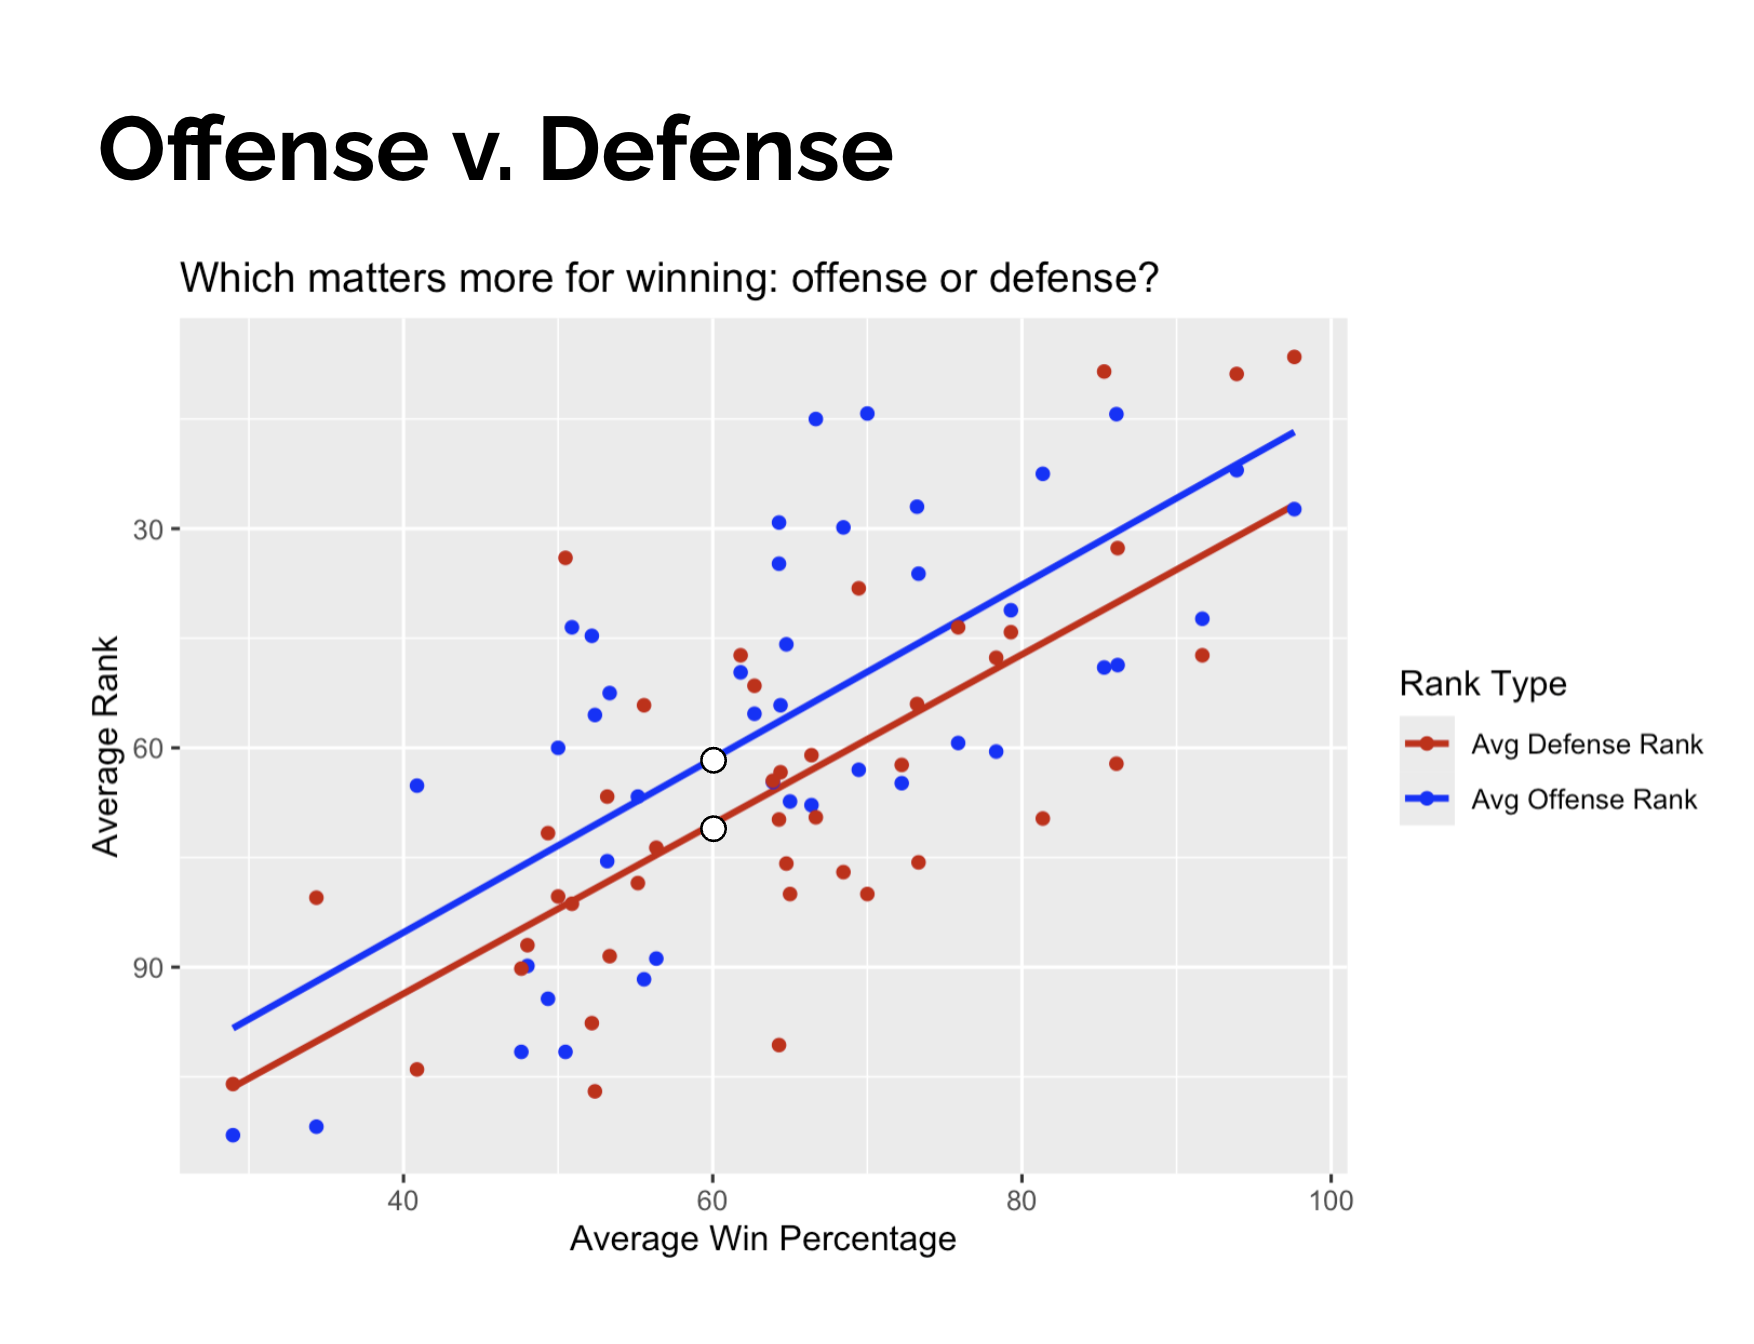 Offense v. Defense
Which matters more for winning: offense or defense?
30
60
90
Average Rank
40 60 80 100
Average Win Percentage
Rank Type
Avg Defense Rank
Avg Offense Rank